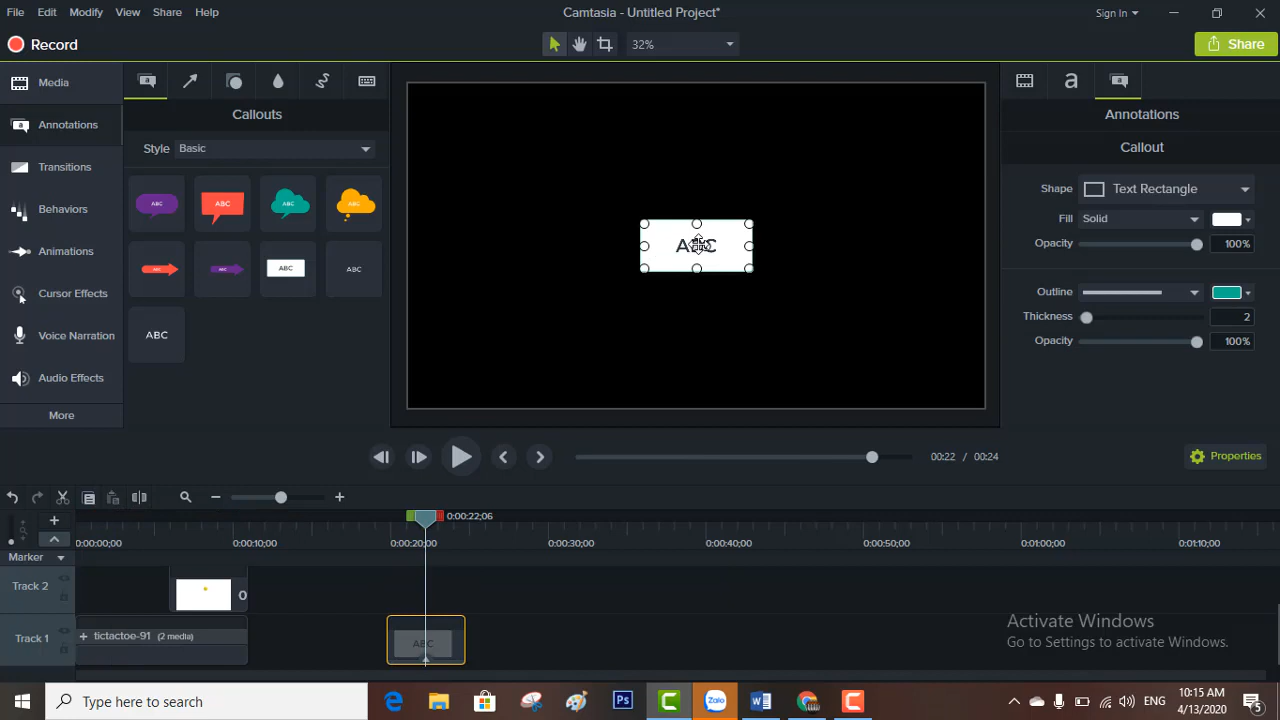 File Edit Modify View Share Help
Camtasia - Untitled Project*
Sign In
Record
32%
Share
Media
Annotations
Transitions
Behaviors
Animations
Cursor Effects
Voice Narration
Audio Effects
More
Callouts
Style Basic
ABC ABC ABC ABC
ABC ABC
ABC
ABC
a
Annotations
Callout
Shape Text Rectangle
Fill Solid
Opacity 100%
Outline
Thickness 2
Opacity 100%
00:22 / 00:24
Properties
0:00:22;06
0:00:00;00 0:00:10;00 0:00:20;00 0:00:30;00 0:00:40;00 0:00:50;00 0:01:00;00 0:01:10;00
Marker
Track 2
Track 1
+ tictactoe-91 (2 media)
ABC
Activate Windows
Go to Settings to activate Windows.
Type here to search
Ps
Zalo
ENG
10:15 AM
4/13/2020
5